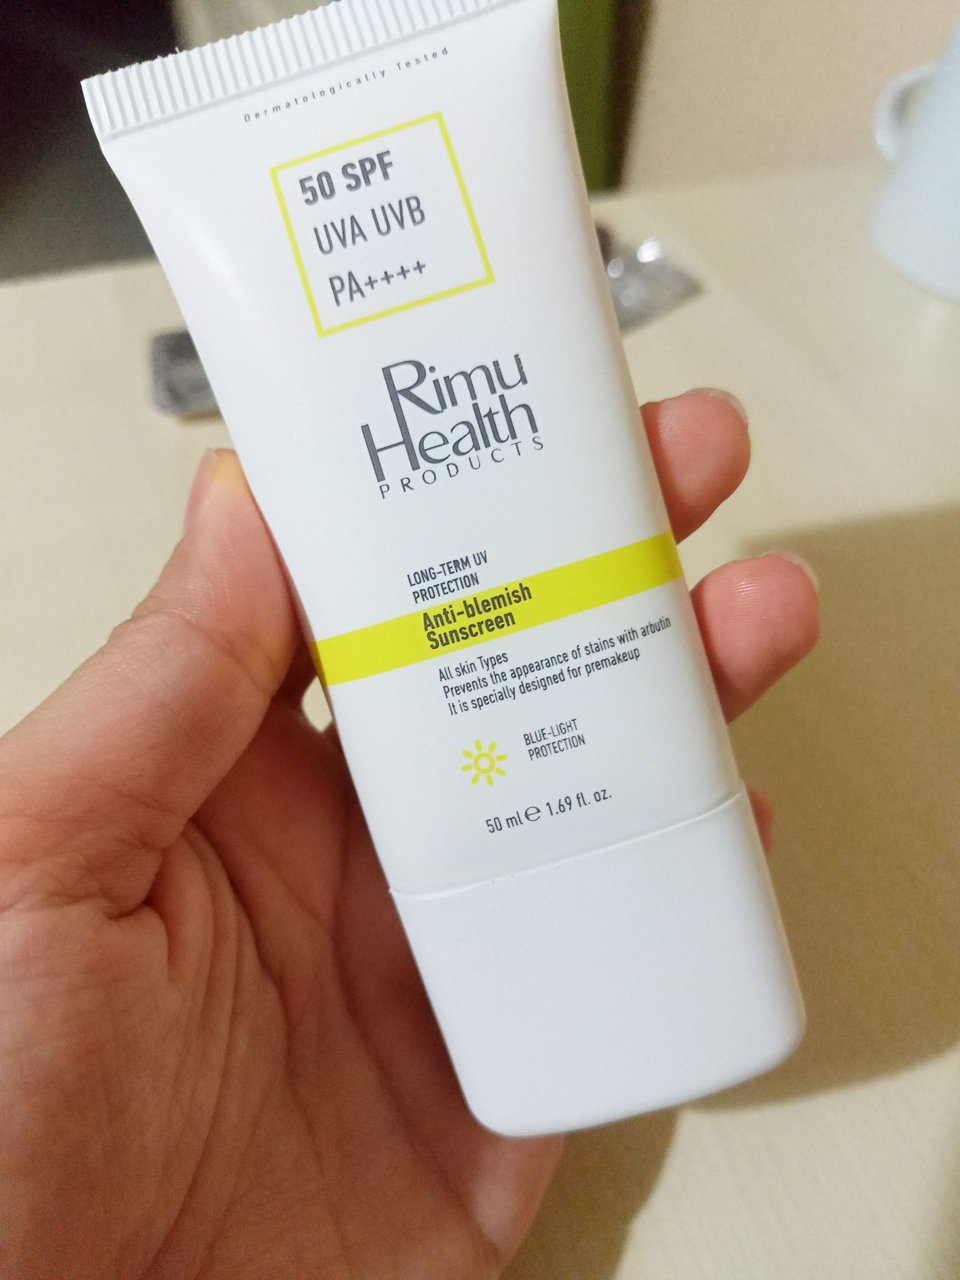 Dermatologically Tested
50 SPF
UVA UVB
PA++++
Rimu
Health
PRODUCTS
LONG-TERM UV
PROTECTION
Anti-blemish
Sunscreen
All skin Types
Prevents the appearance of stains with arbutin
It is specially designed for premakeup
BLUE-LIGHT
PROTECTION
50 ml ℮ 1.69 fl. oz.